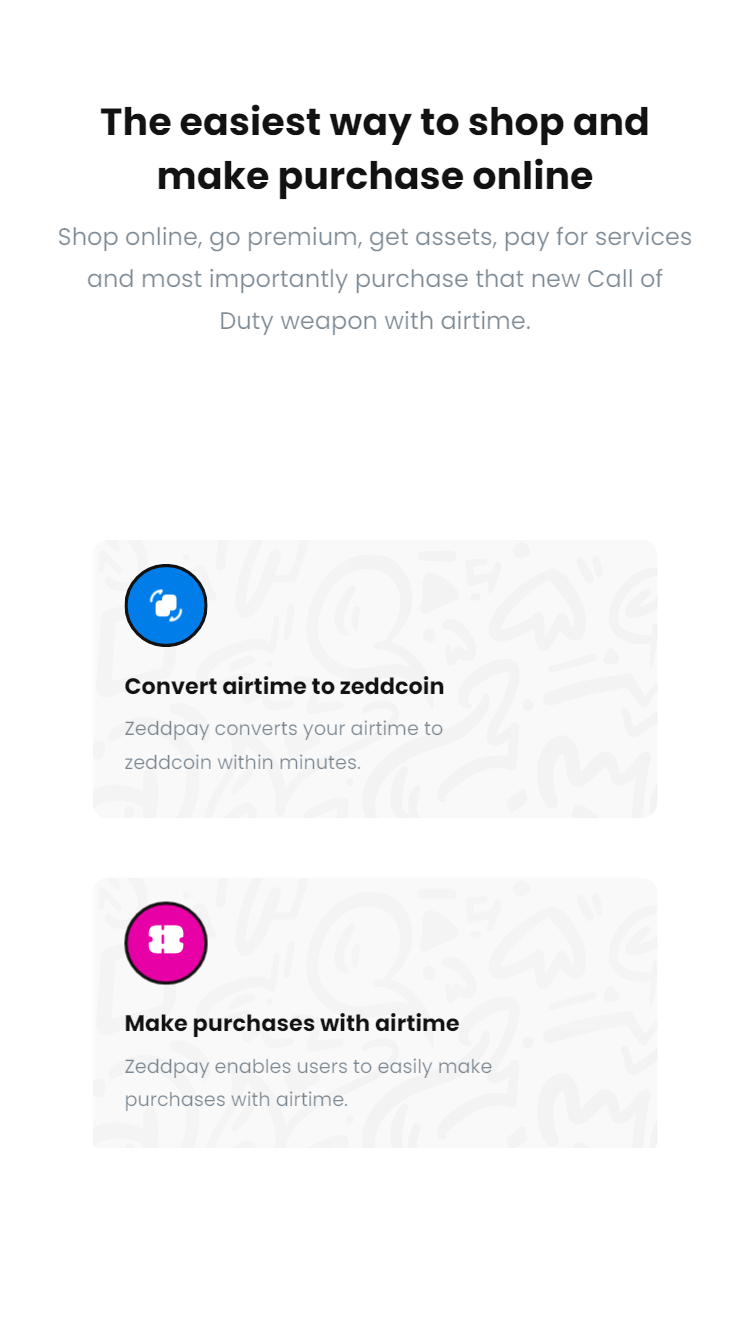 The easiest way to shop and
make purchase online
Shop online, go premium, get assets, pay for services
and most importantly purchase that new Call of
Duty weapon with airtime.
Convert airtime to zeddcoin
Zeddpay converts your airtime to
zeddcoin within minutes.
Make purchases with airtime
Zeddpay enables users to easily make
purchases with airtime.